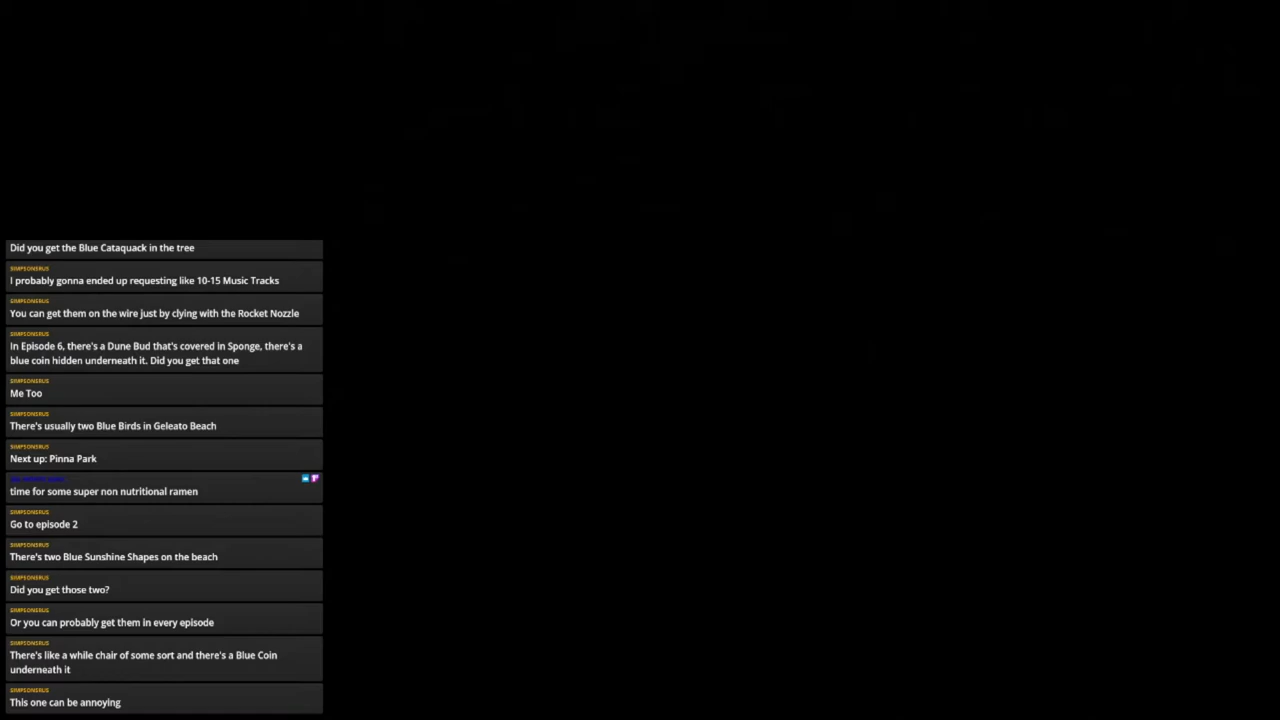 Did you get the Blue Cataquack in the tree
SIMPSONSRUS
I probably gonna ended up requesting like 10-15 Music Tracks
SIMPSONSRUS
You can get them on the wire just by clying with the Rocket Nozzle
SIMPSONSRUS
In Episode 6, there's a Dune Bud that's covered in Sponge, there's a
blue coin hidden underneath it. Did you get that one
SIMPSONSRUS
Me Too
SIMPSONSRUS
There's usually two Blue Birds in Geleato Beach
SIMPSONSRUS
Next up: Pinna Park
time for some super non nutritional ramen
SIMPSONSRUS
Go to episode 2
SIMPSONSRUS
There's two Blue Sunshine Shapes on the beach
SIMPSONSRUS
Did you get those two?
SIMPSONSRUS
Or you can probably get them in every episode
SIMPSONSRUS
There's like a while chair of some sort and there's a Blue Coin
underneath it
SIMPSONSRUS
This one can be annoying